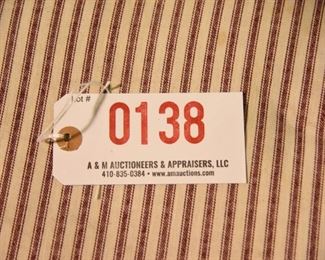 Lot #
0138
A & M AUCTIONEERS & APPRAISERS, LLC
410-835-0384 • www.amauctions.com